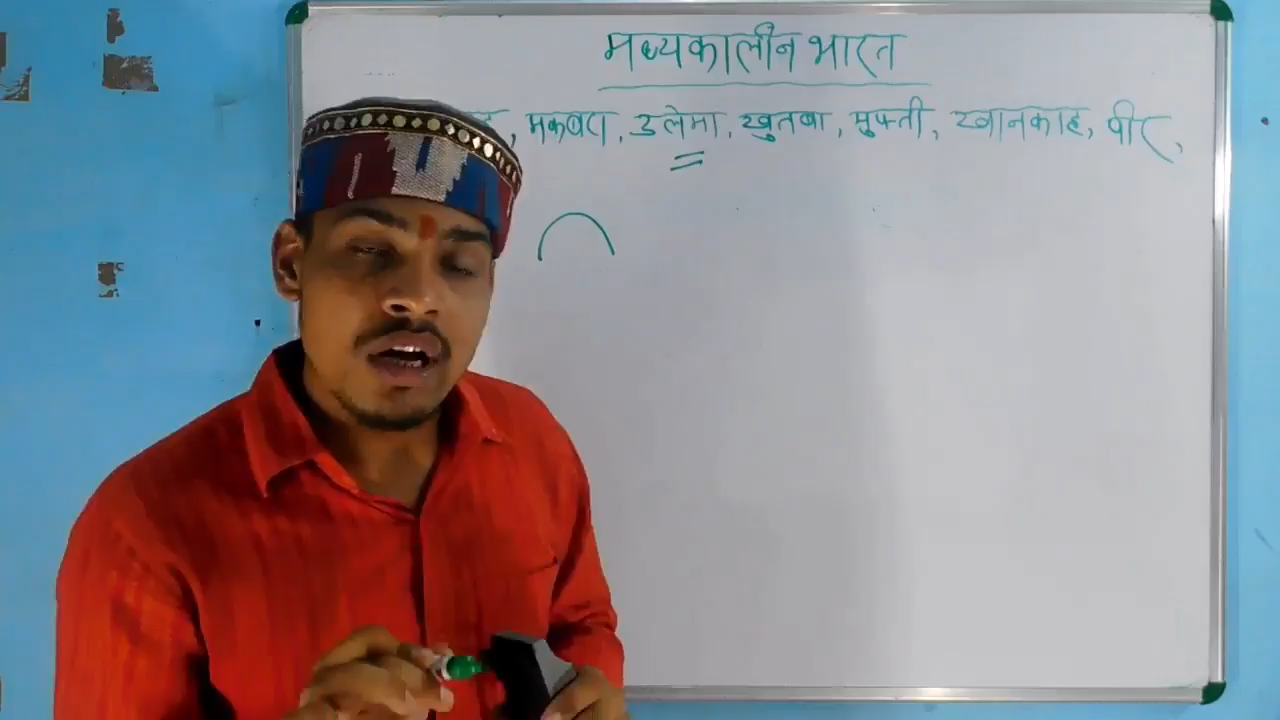 मध्यकालीन भारत
, मकबरा, उलेमा, खुतबा, मुफ्ती, खानकाह, पीर,